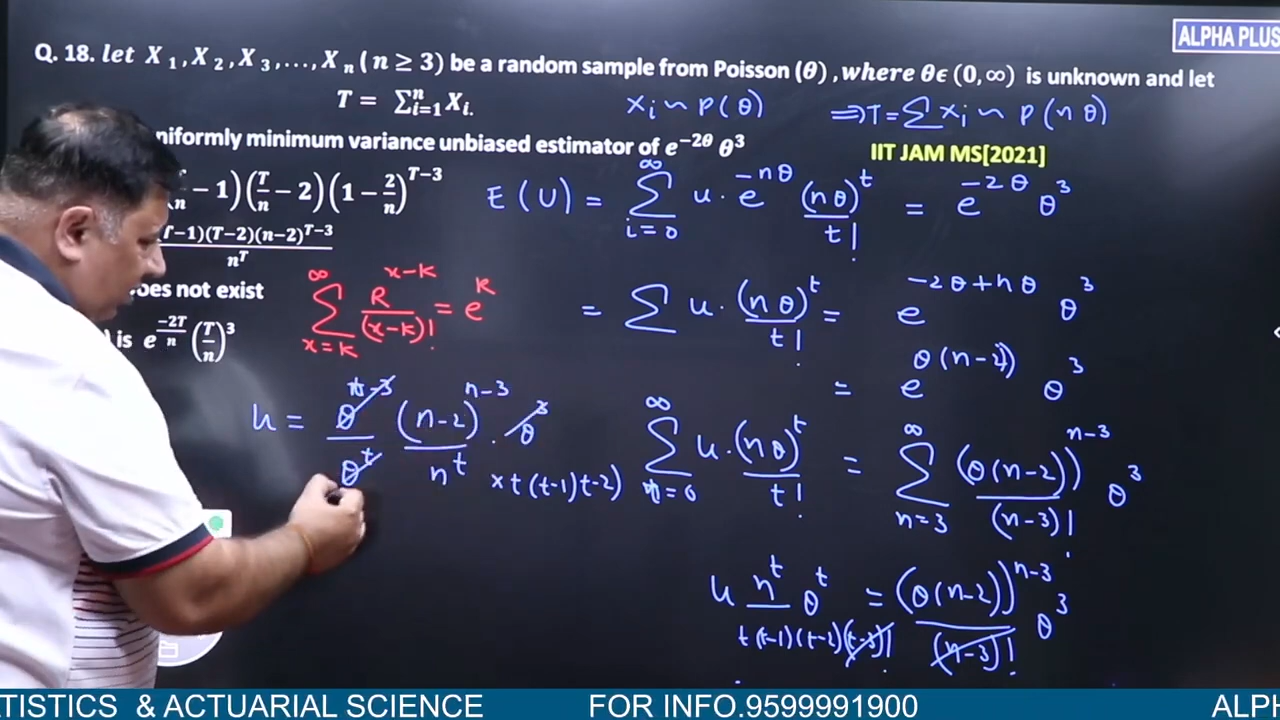 ALPHA PLUS
Q. 18. let X₁, X₂, X₃, ..., Xₙ (n ≥ 3) be a random sample from Poisson (θ), where θϵ (0, ∞) is unknown and let
T = ∑ᵢ₌₁ⁿ Xᵢ.
Xi ~ P(θ) ⇒ T = ∑ xi ~ P(nθ)
niformly minimum variance unbiased estimator of e^{-2θ} θ³
IIT JAM MS[2021]
/n − 1)(T/n − 2)(1 − 2/n)^{T−3}
E(U) = ∑_{i=0}^{∞} u · e^{-nθ} (nθ)^t / t! = e^{-2θ} θ³
−1)(T−2)(n−2)^{T−3} / n^T
oes not exist
∑_{x=k}^{∞} k^{x-k} / (x-k)! = e^k
= ∑ u · (nθ)^t / t! = e^{-2θ+nθ} θ³
is e^{−2T/n} (T/n)³
= e^{θ(n-2)} θ³
u = θ^{t-3} / θ^t (n-2)^{n-3} / n^t · θ³ × t(t-1)t-2)
∑_{t=0}^{∞} u · (nθ)^t / t! = ∑_{n=3}^{∞} (θ(n-2))^{n-3} / (n-3)! θ³
u n^t / t(t-1)(t-2)(t-3)! θ^t = (θ(n-2))^{n-3} / (n-3)! θ³
TISTICS & ACTUARIAL SCIENCE FOR INFO.9599991900 ALPH